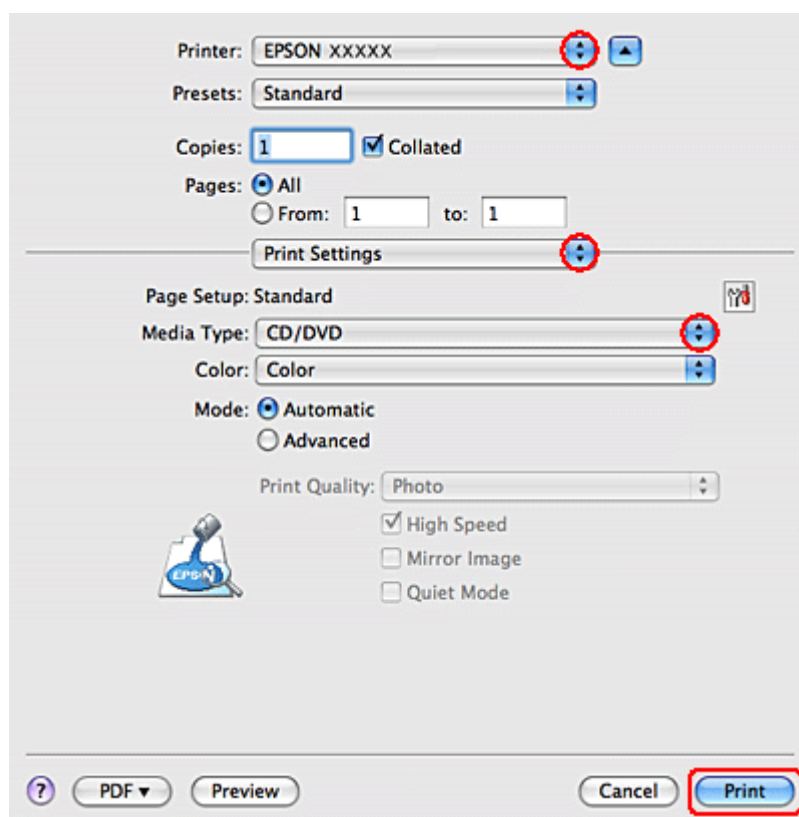 Printer: EPSON XXXXX
Presets: Standard
Copies: 1 Collated
Pages: All
From: 1 to: 1
Print Settings
Page Setup: Standard
Media Type: CD/DVD
Color: Color
Mode: Automatic
Advanced
Print Quality: Photo
High Speed
EPSON
Mirror Image
Quiet Mode
? PDF Preview Cancel Print